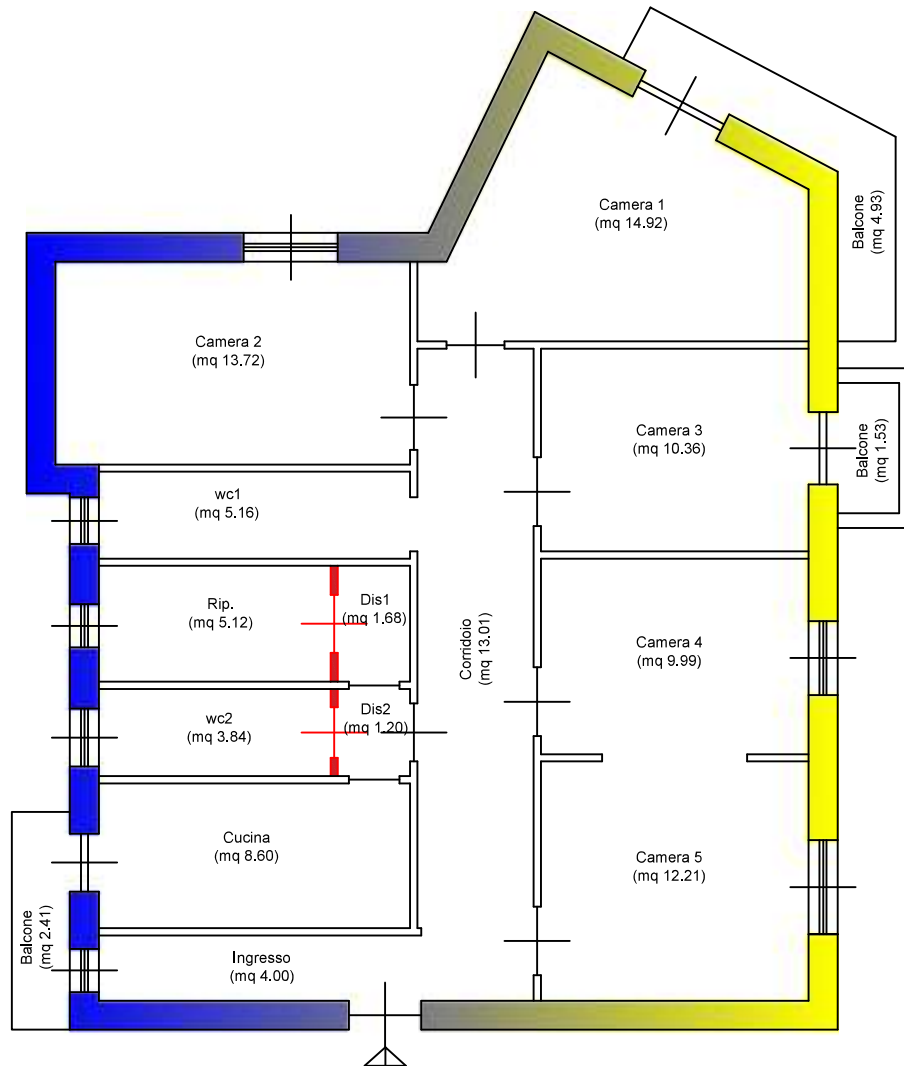 Camera 1
(mq 14.92)
Balcone
(mq 4.93)
Camera 2
(mq 13.72)
Camera 3
(mq 10.36)
Balcone
(mq 1.53)
wc1
(mq 5.16)
Rip.
(mq 5.12)
Dis1
(mq 1.68)
Corridoio
(mq 13.01)
Camera 4
(mq 9.99)
wc2
(mq 3.84)
Dis2
(mq 1.20)
Cucina
(mq 8.60)
Camera 5
(mq 12.21)
Balcone
(mq 2.41)
Ingresso
(mq 4.00)